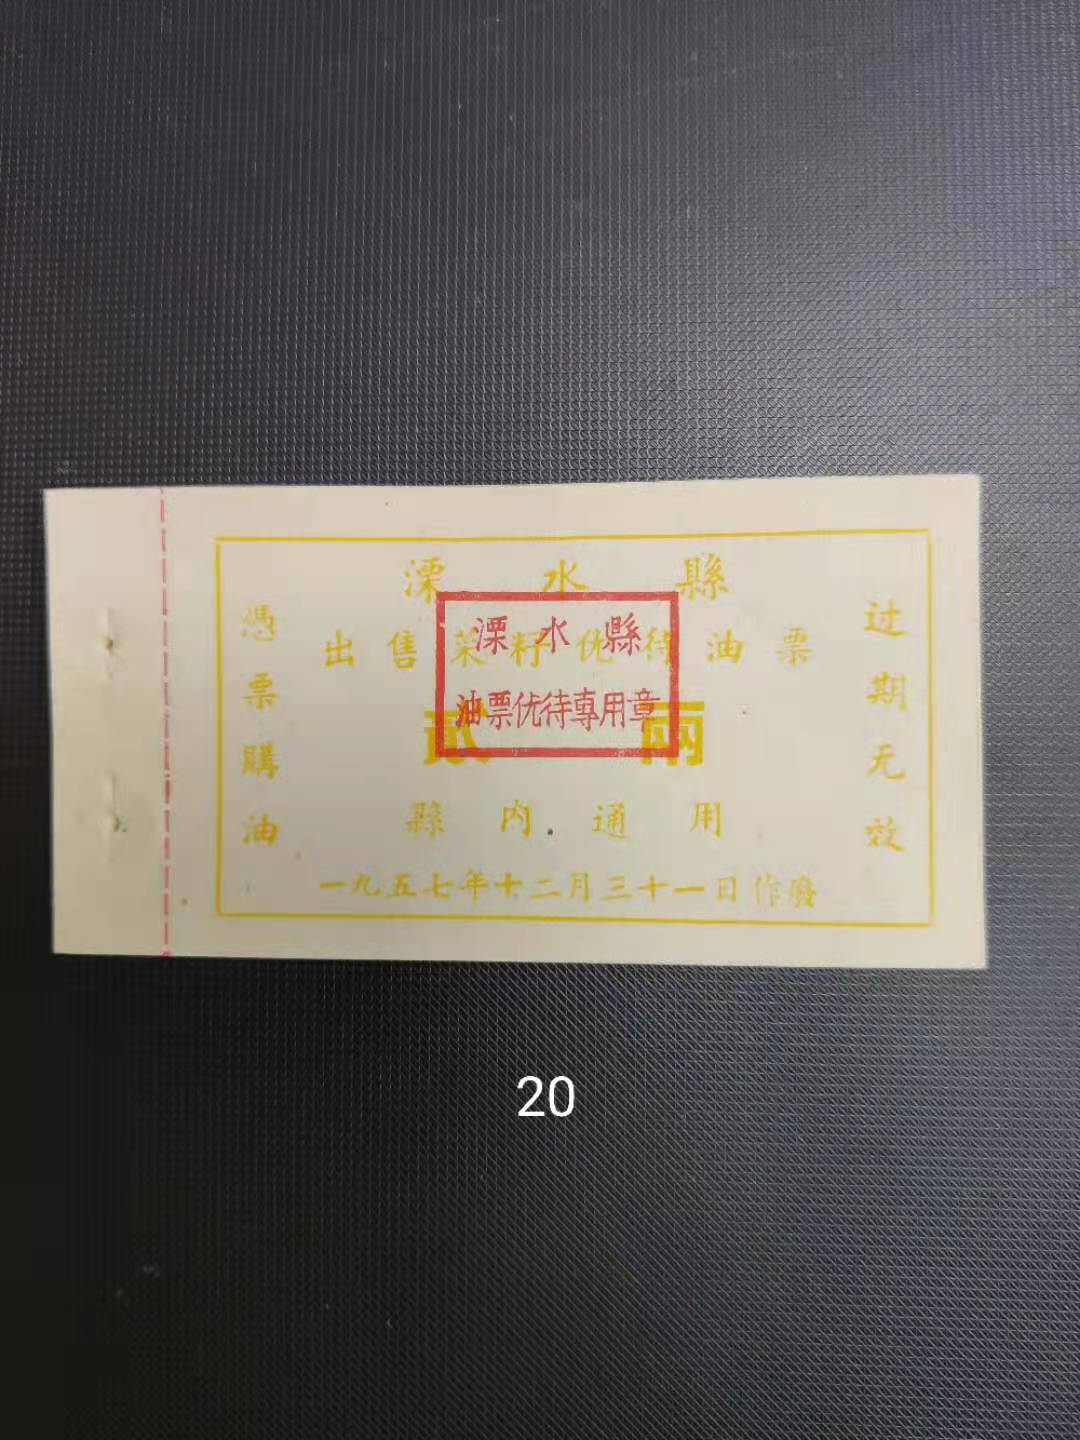 溧水縣
出售菜籽优待油票
貳兩
縣內通用
一九五七年十二月三十一日作廢
憑票購油
过期无效
溧水縣
油票优待專用章
20